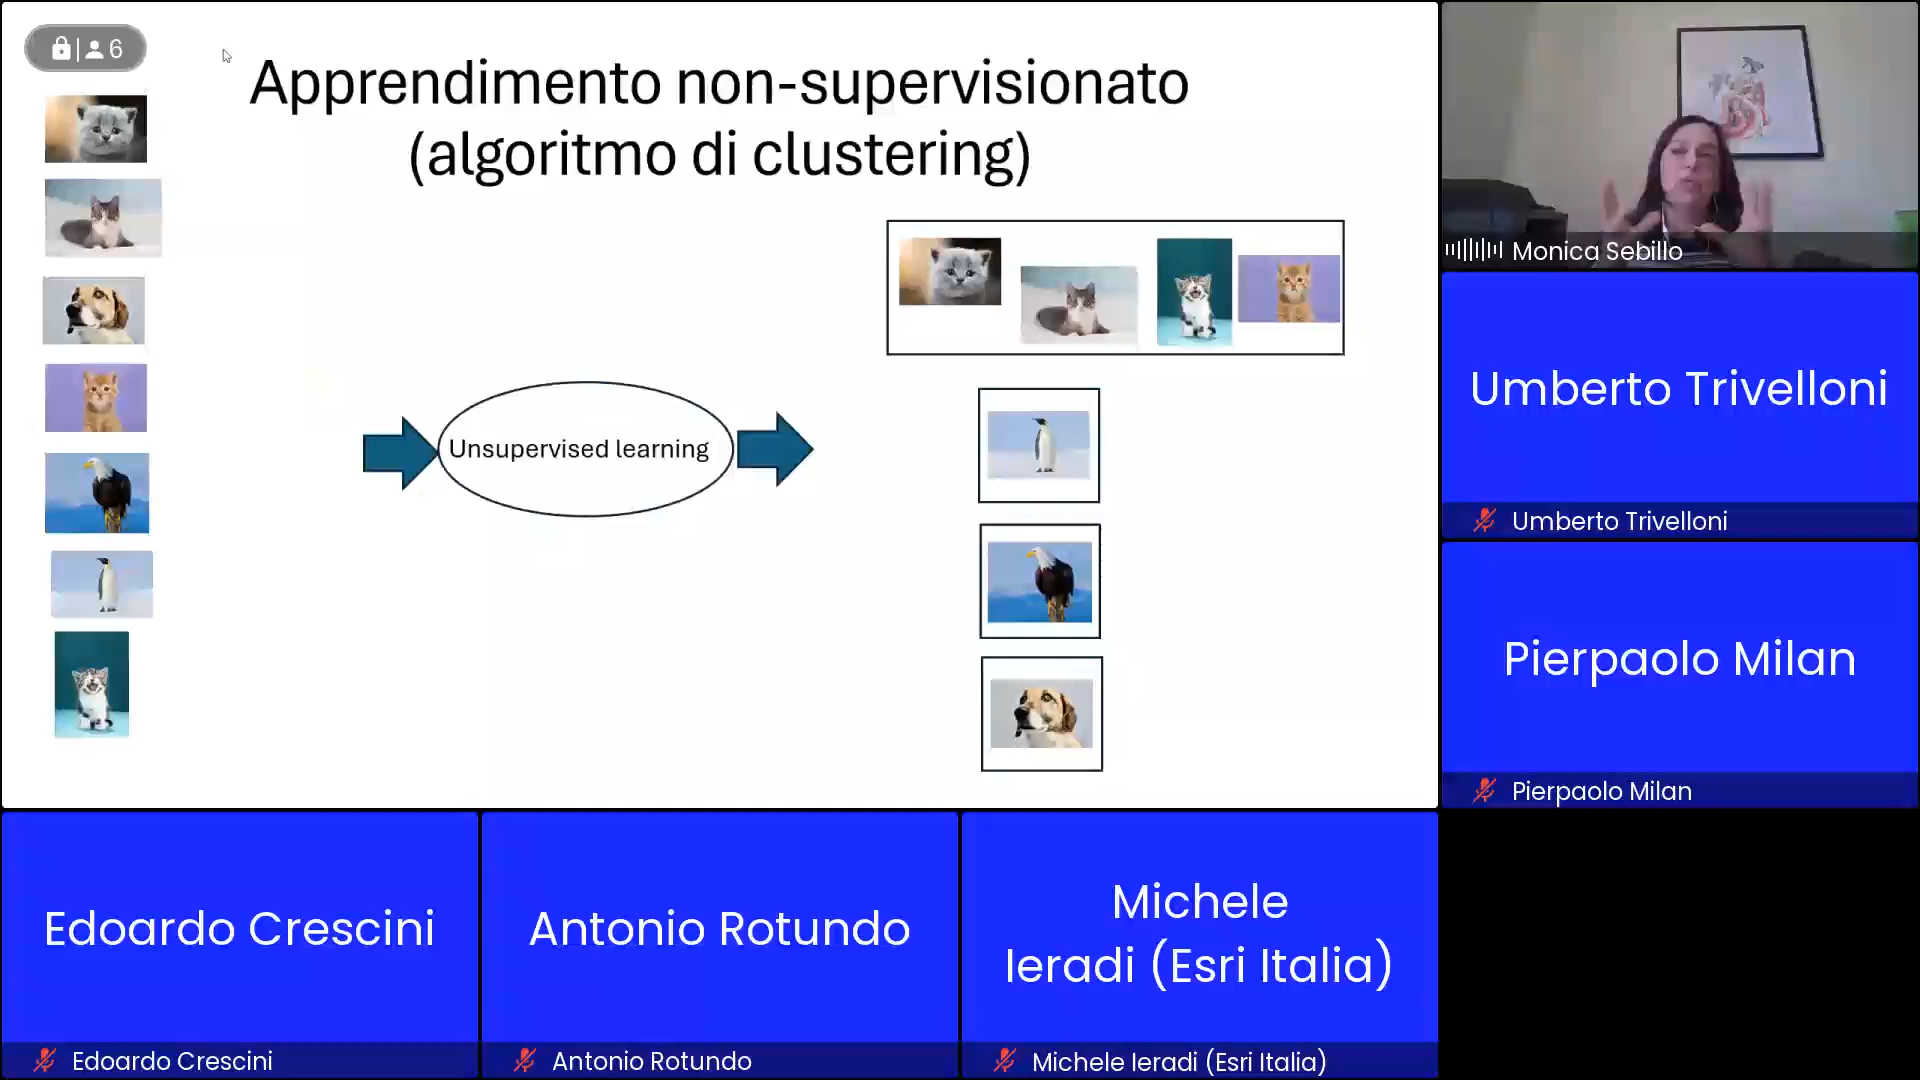 6
Apprendimento non-supervisionato
(algoritmo di clustering)
Unsupervised learning
Monica Sebillo
Umberto Trivelloni
Umberto Trivelloni
Pierpaolo Milan
Pierpaolo Milan
Edoardo Crescini
Edoardo Crescini
Antonio Rotundo
Antonio Rotundo
Michele
Ieradi (Esri Italia)
Michele Ieradi (Esri Italia)